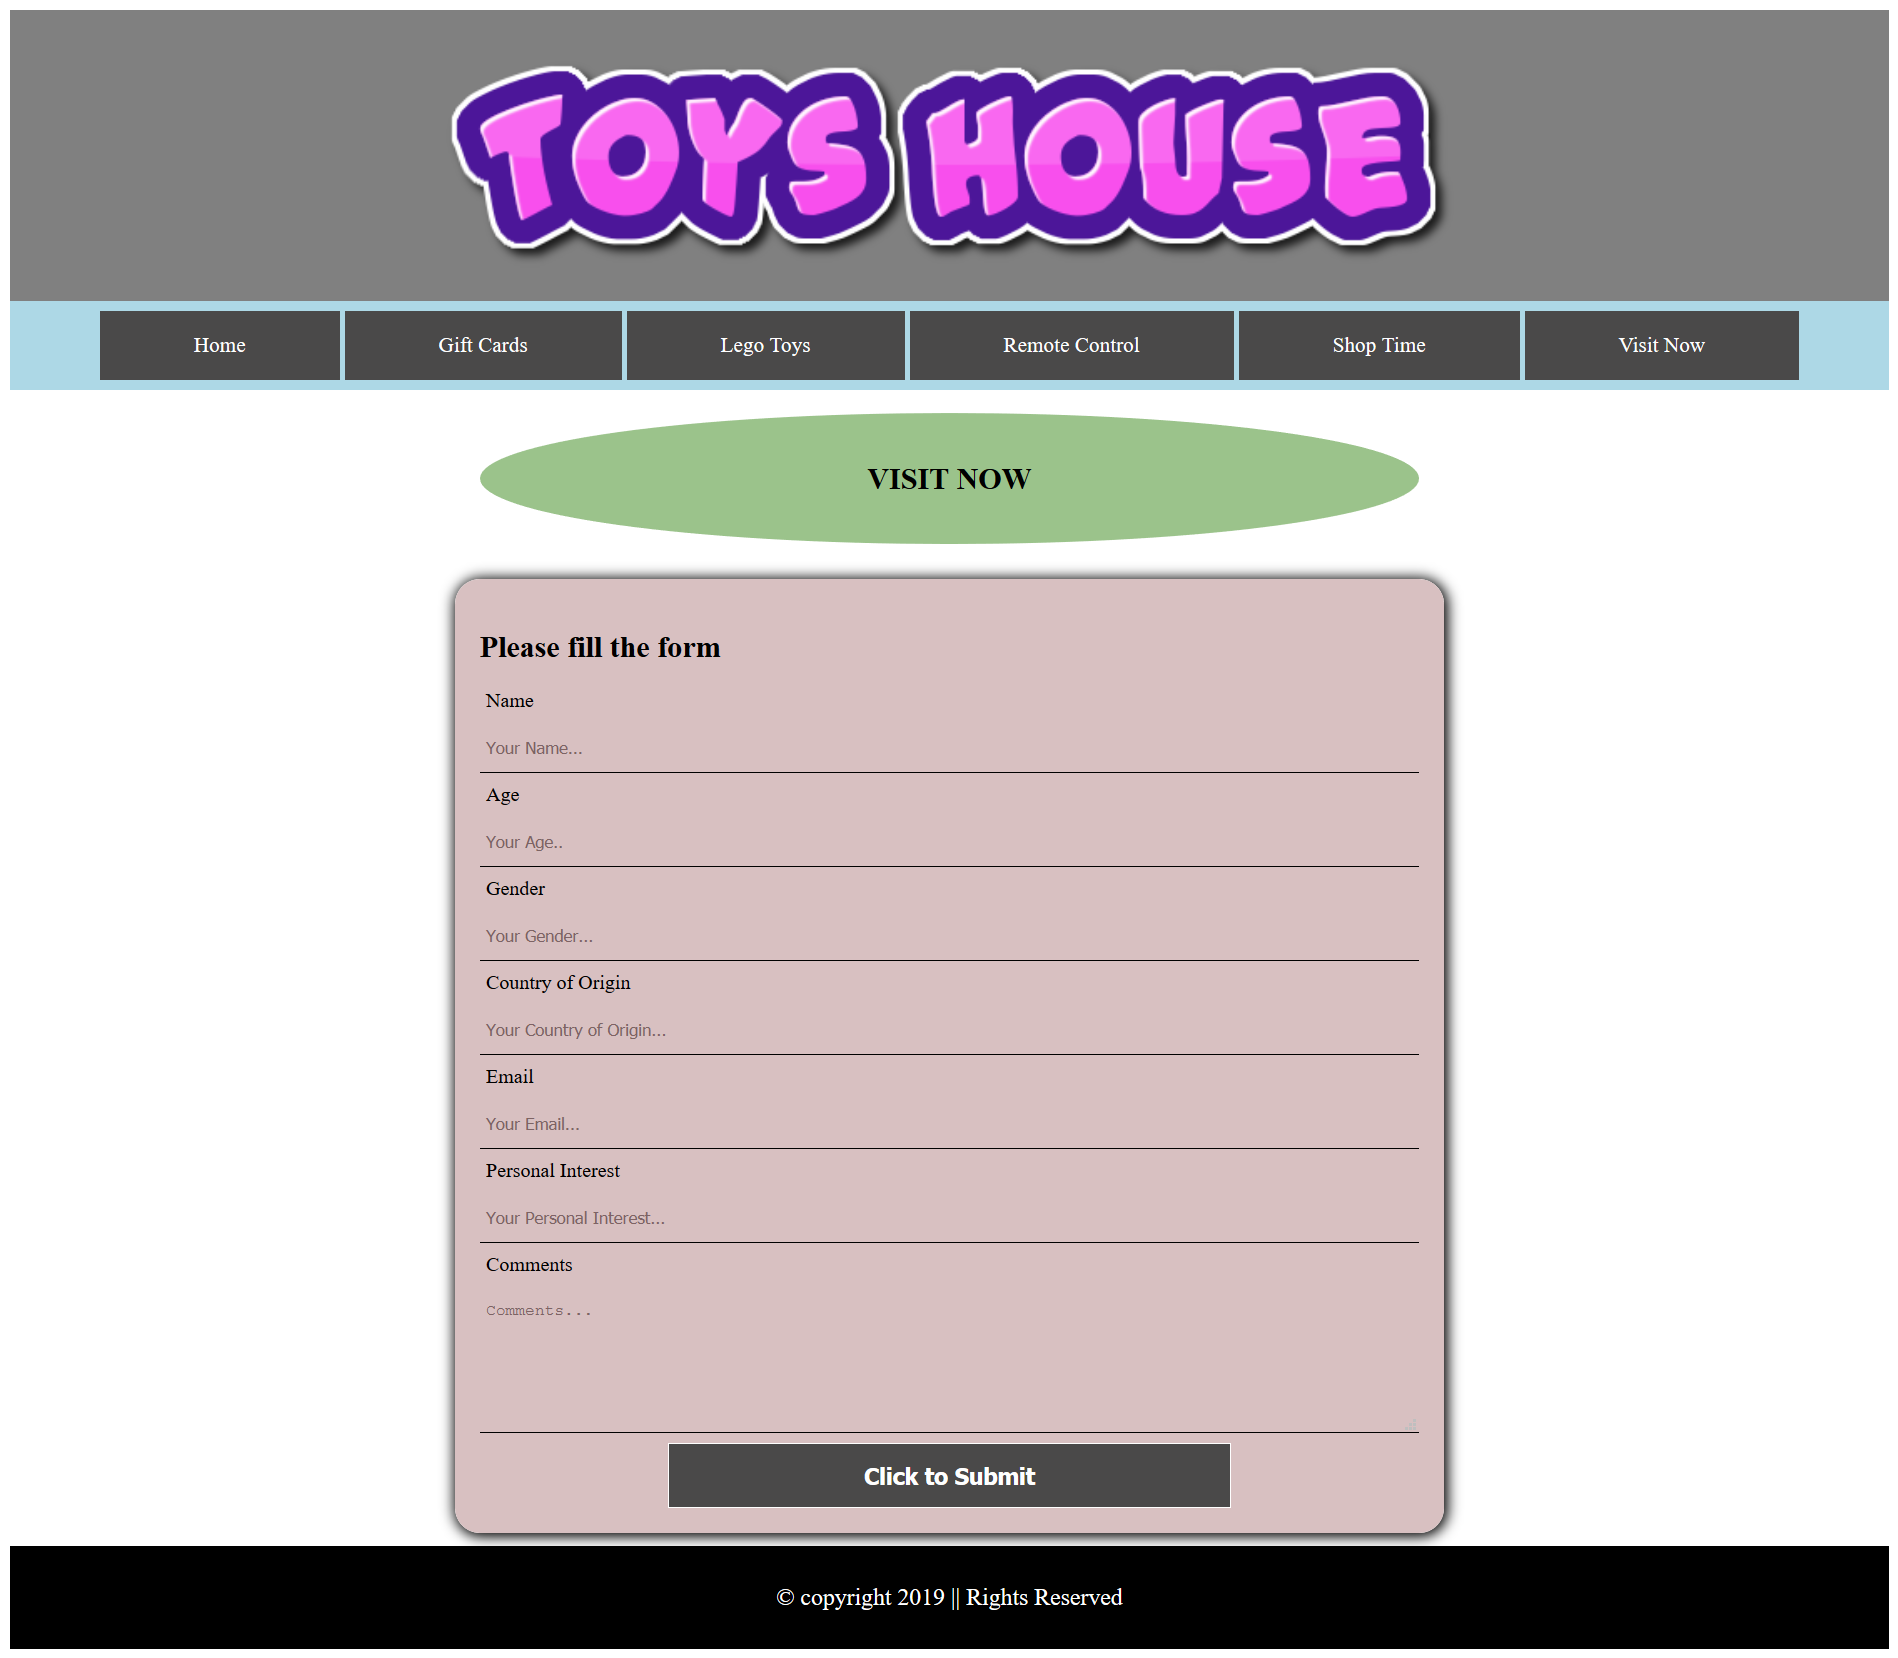 TOYS HOUSE
Home Gift Cards Lego Toys Remote Control Shop Time Visit Now
VISIT NOW
Please fill the form
Name
Your Name...
Age
Your Age..
Gender
Your Gender...
Country of Origin
Your Country of Origin...
Email
Your Email...
Personal Interest
Your Personal Interest...
Comments
Comments...
Click to Submit
© copyright 2019 || Rights Reserved